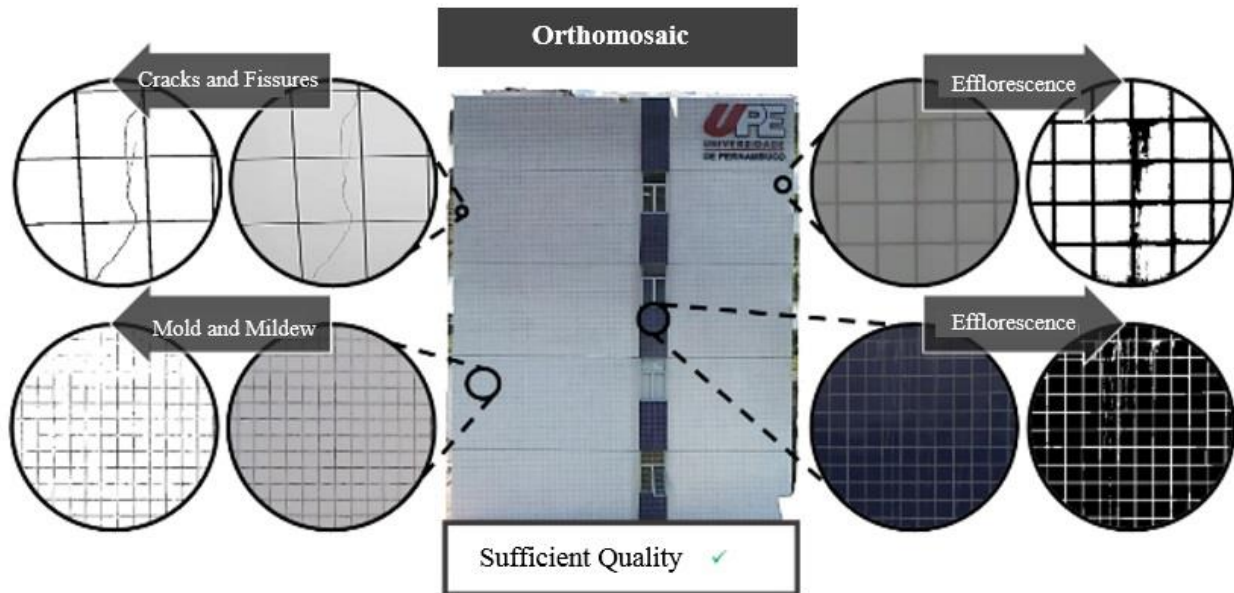 Orthomosaic
Cracks and Fissures
Efflorescence
UPE
UNIVERSIDADE
DE PERNAMBUCO
Mold and Mildew
Efflorescence
Sufficient Quality ✓